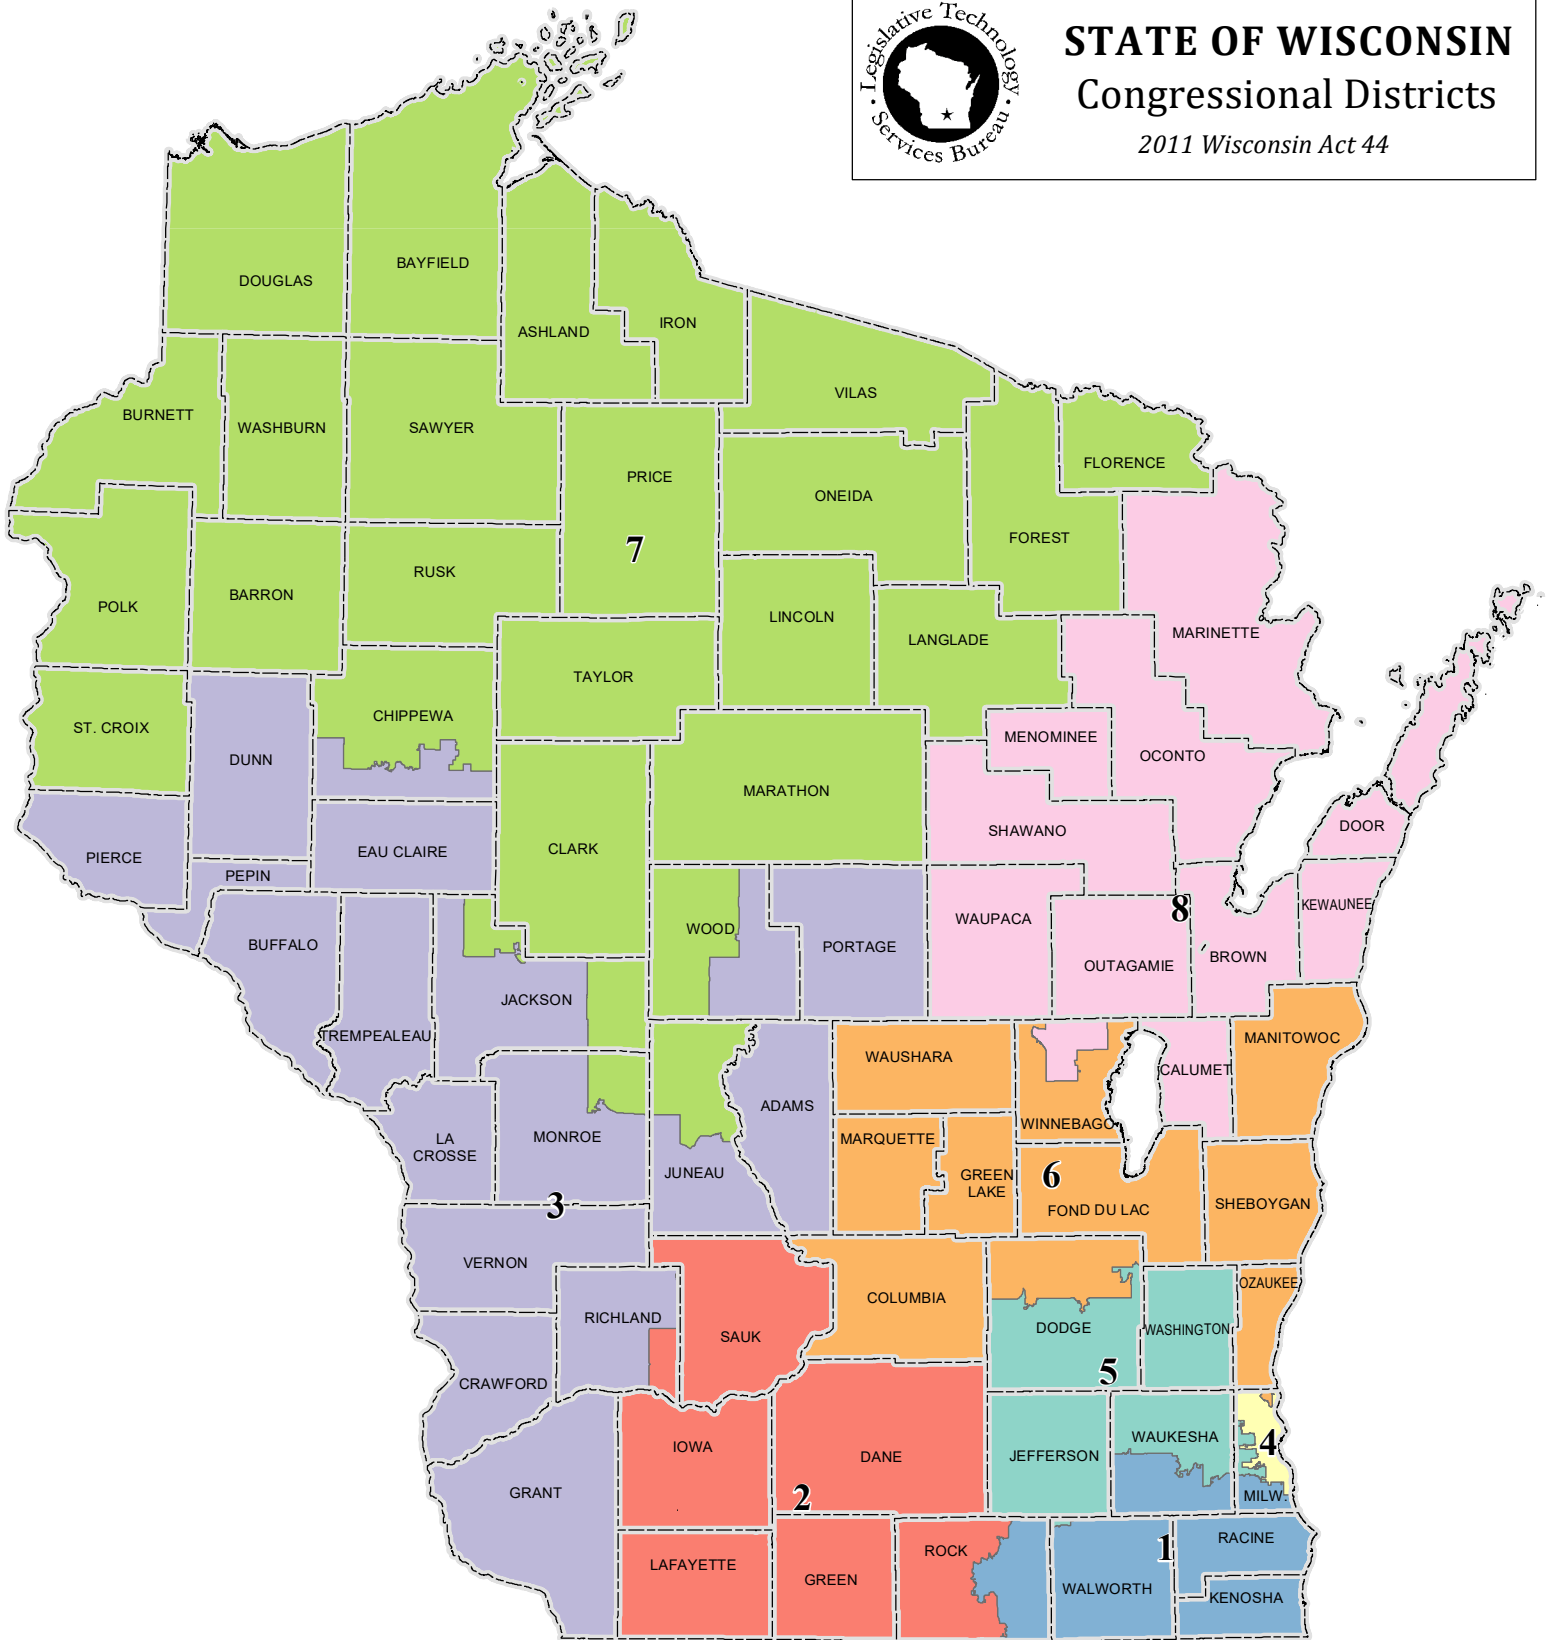 Legislative Technology
Services Bureau
STATE OF WISCONSIN
Congressional Districts
2011 Wisconsin Act 44
DOUGLAS
BAYFIELD
ASHLAND
IRON
VILAS
BURNETT
WASHBURN
SAWYER
PRICE
ONEIDA
FLORENCE
FOREST
7
POLK
BARRON
RUSK
LINCOLN
LANGLADE
MARINETTE
TAYLOR
ST. CROIX
CHIPPEWA
DUNN
MENOMINEE
OCONTO
MARATHON
SHAWANO
DOOR
PIERCE
EAU CLAIRE
CLARK
PEPIN
BUFFALO
WOOD
PORTAGE
WAUPACA
8
KEWAUNEE
OUTAGAMIE
BROWN
TREMPEALEAU
JACKSON
WAUSHARA
MANITOWOC
CALUMET
ADAMS
WINNEBAGO
LA
CROSSE
MONROE
MARQUETTE
JUNEAU
GREEN
LAKE
6
3
FOND DU LAC
SHEBOYGAN
VERNON
COLUMBIA
OZAUKEE
RICHLAND
SAUK
DODGE
WASHINGTON
5
CRAWFORD
IOWA
DANE
JEFFERSON
WAUKESHA
4
GRANT
2
MILW.
LAFAYETTE
GREEN
ROCK
1
WALWORTH
RACINE
KENOSHA